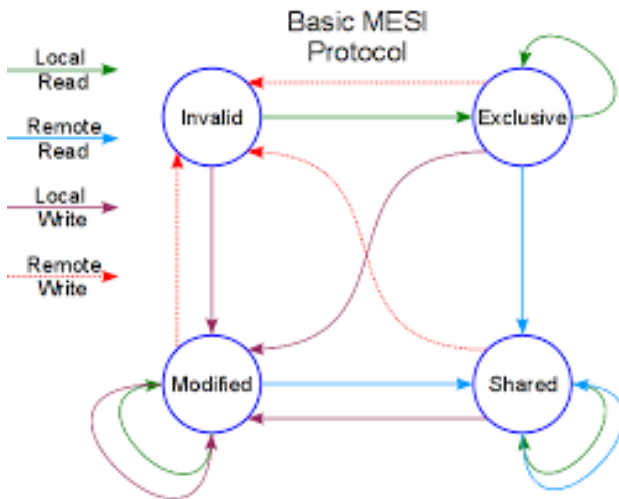 Basic MESI
Protocol
Local
Read
Remote
Read
Local
Write
Remote
Write
Invalid
Exclusive
Modified
Shared